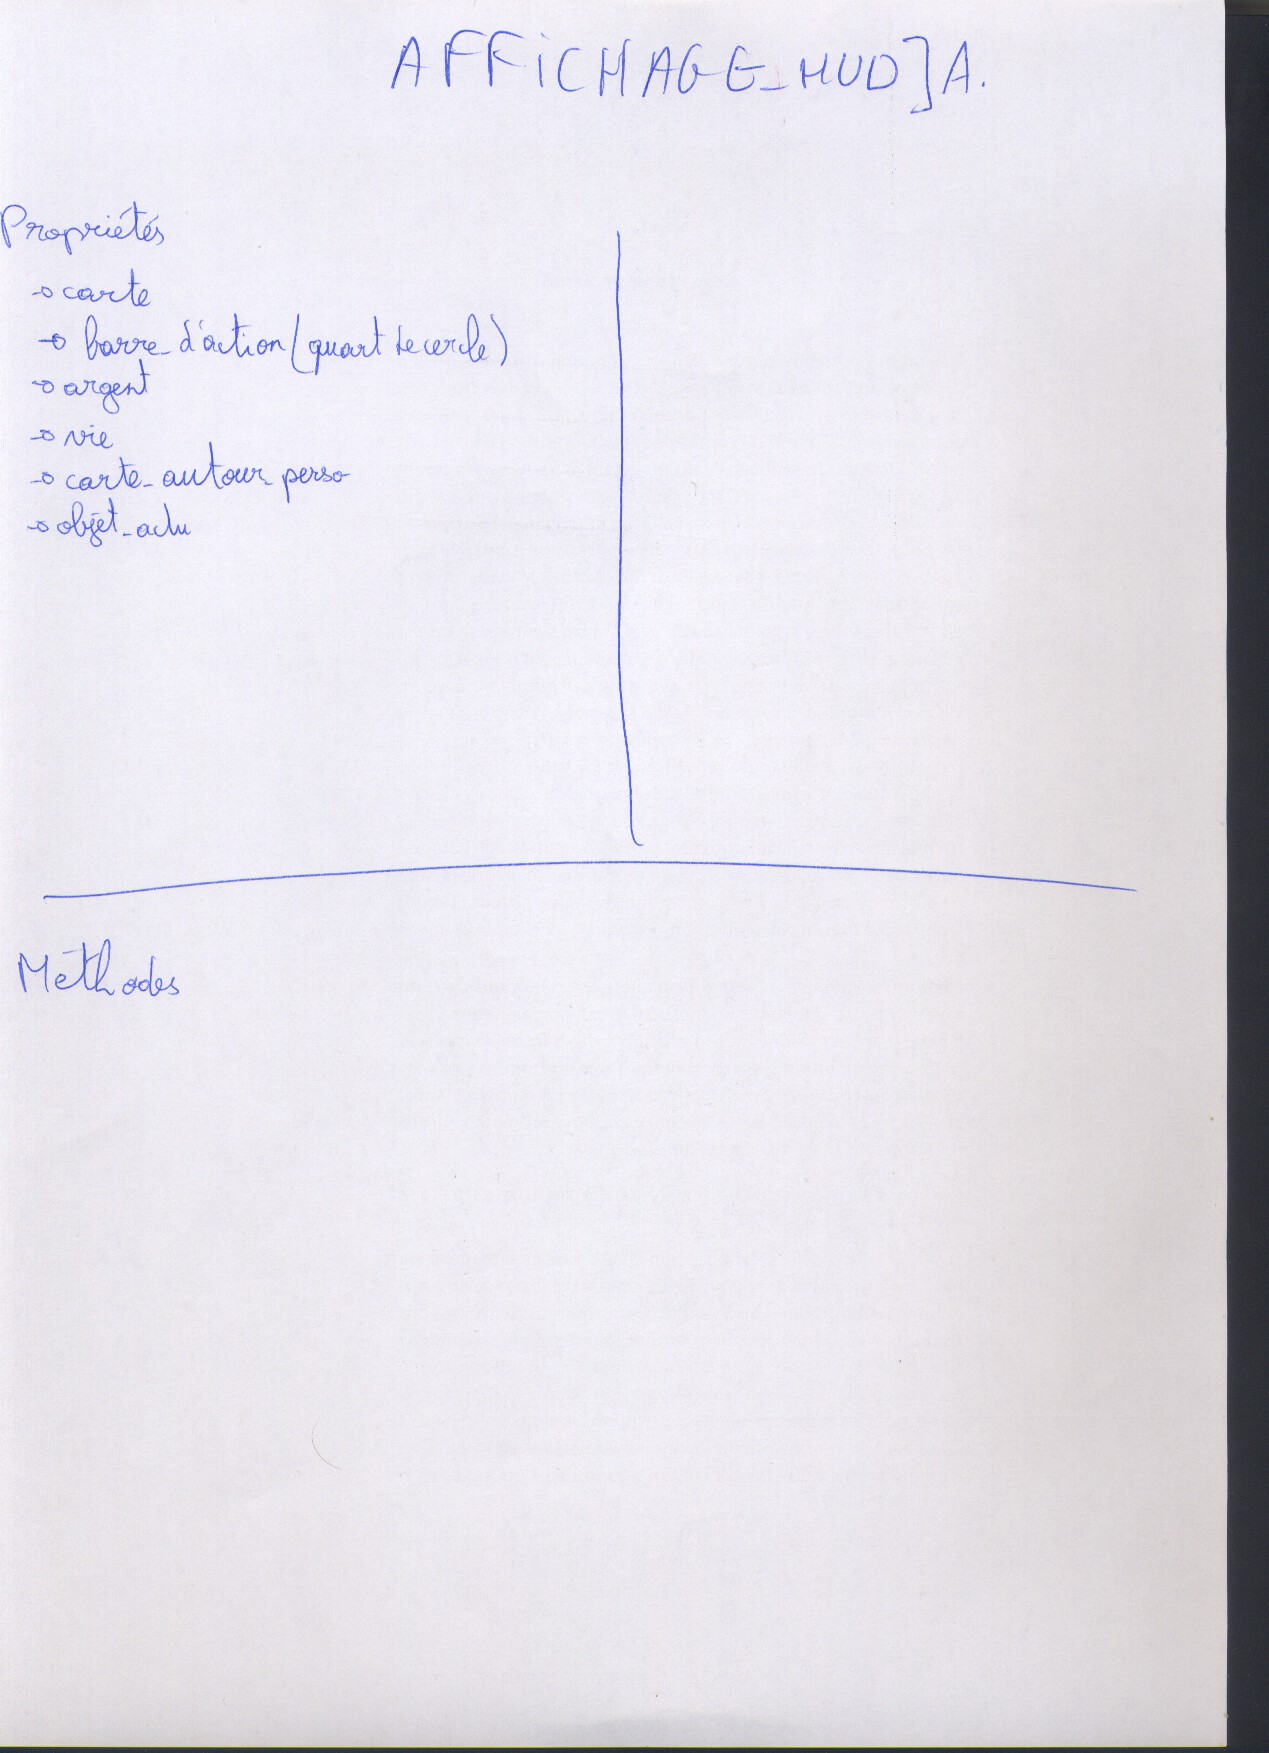 AFFiCHAGE_HUD]A.
Propriétés
→ carte
→ barre_d'action (quart de cercle)
→ argent
→ vie
→ carte_autour_perso
→ objet_actu
Méthodes